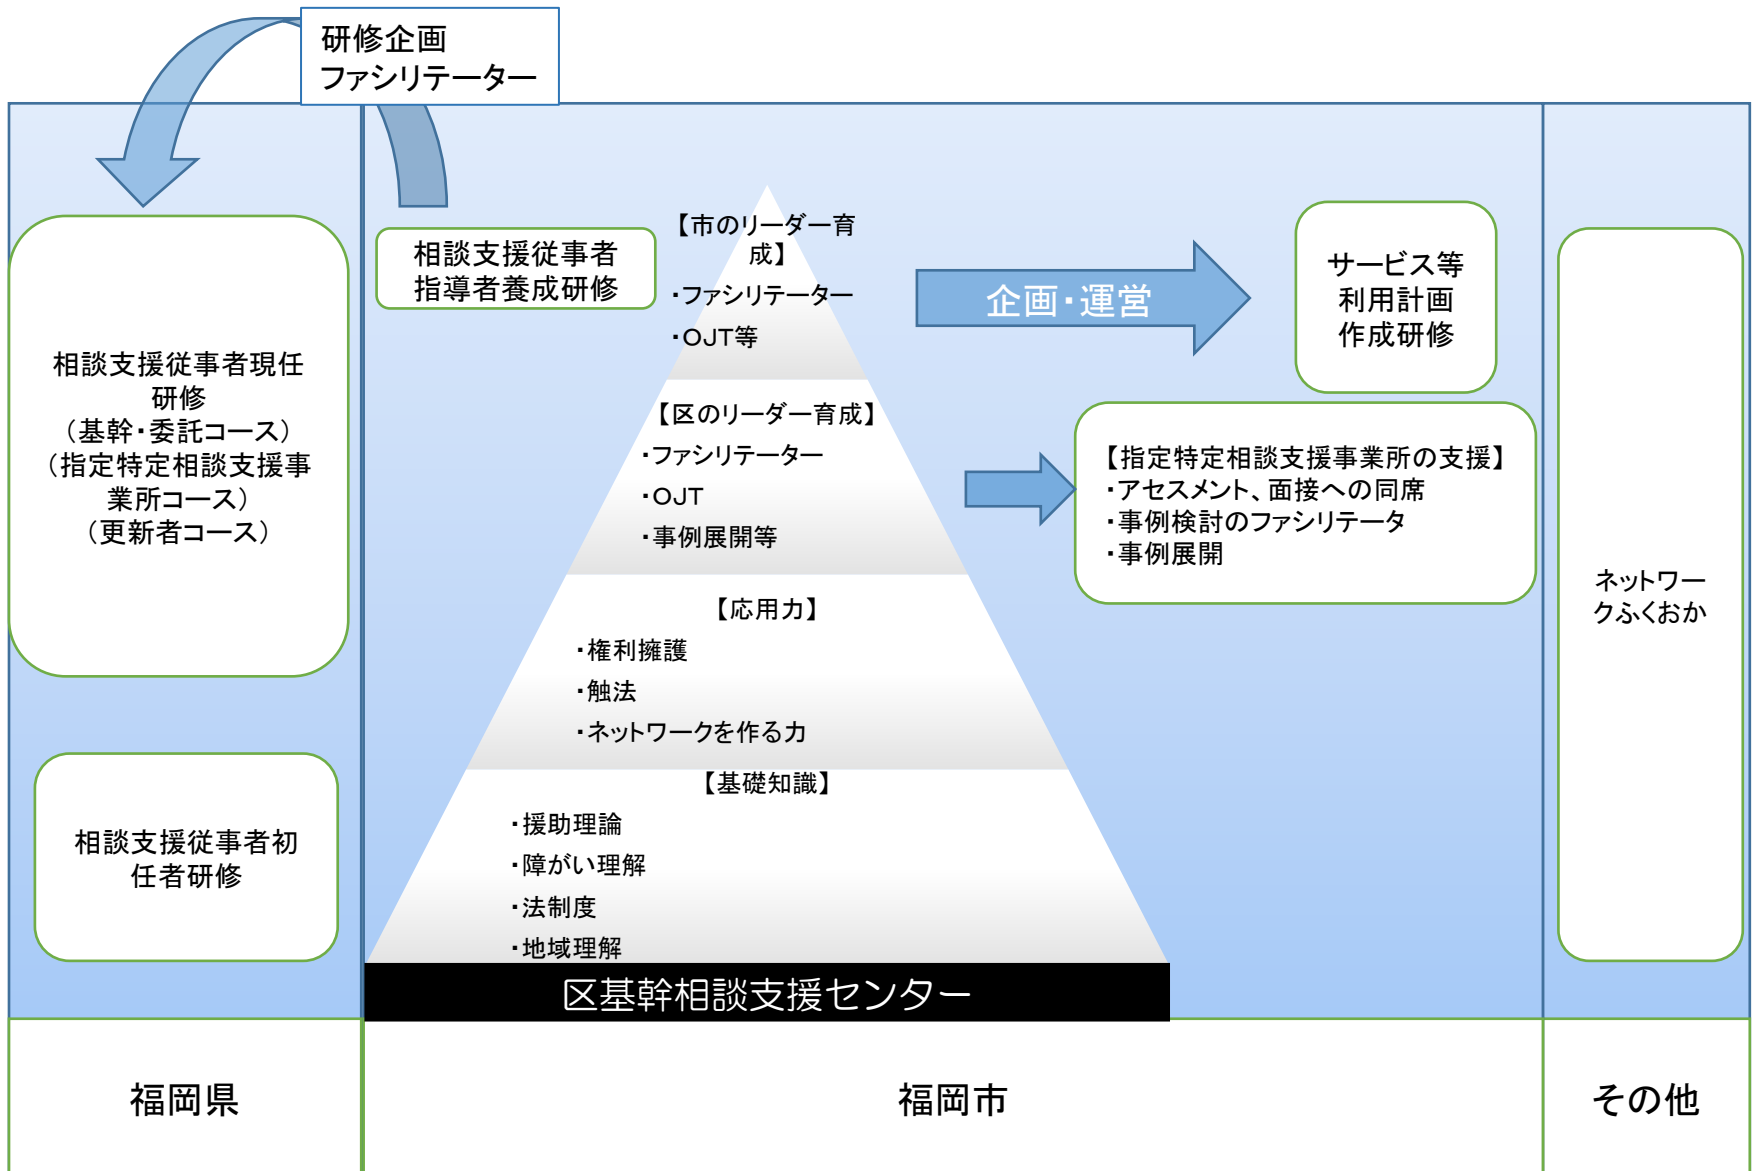 研修企画
ファシリテーター
相談支援従事者現任
研修
（基幹・委託コース）
（指定特定相談支援事
業所コース）
（更新者コース）
相談支援従事者初
任者研修
相談支援従事者
指導者養成研修
【市のリーダー育
成】
・ファシリテーター
・OJT等
【区のリーダー育成】
・ファシリテーター
・OJT
・事例展開等
【応用力】
・権利擁護
・触法
・ネットワークを作る力
【基礎知識】
・援助理論
・障がい理解
・法制度
・地域理解
区基幹相談支援センター
企画・運営
サービス等
利用計画
作成研修
【指定特定相談支援事業所の支援】
・アセスメント、面接への同席
・事例検討のファシリテータ
・事例展開
ネットワー
クふくおか
福岡県
福岡市
その他